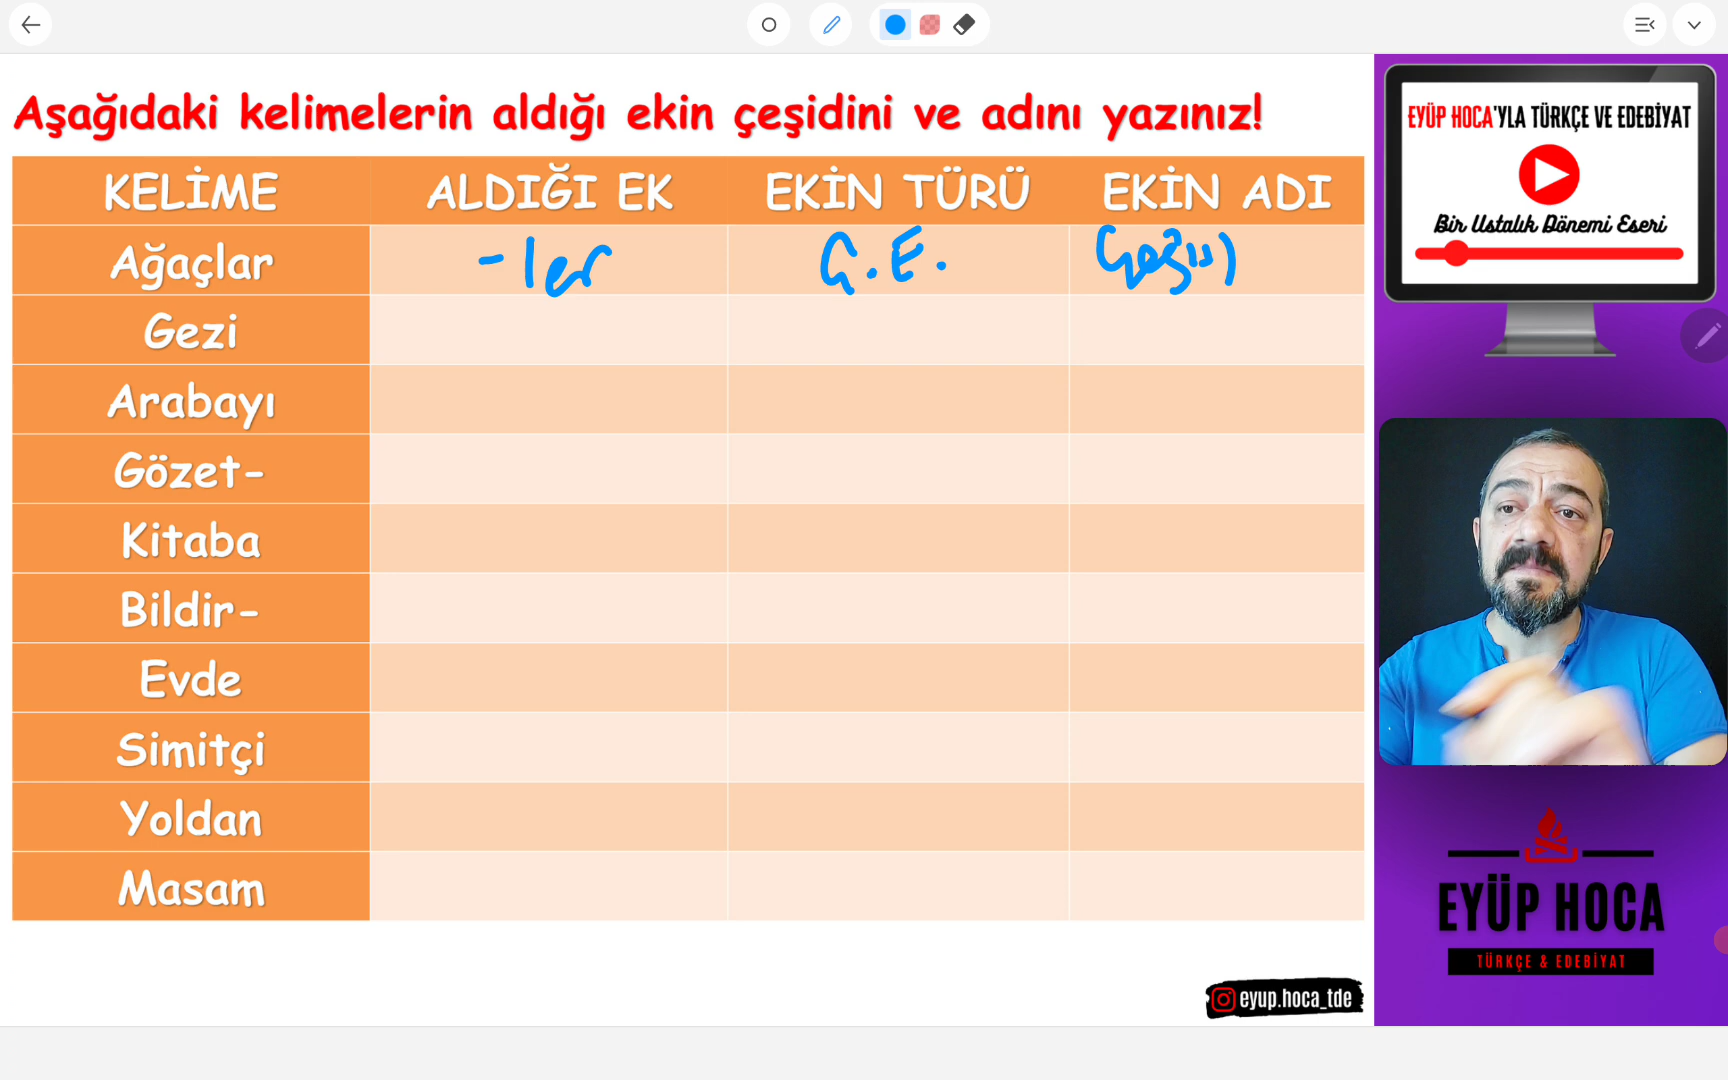 Aşağıdaki kelimelerin aldığı ekin çeşidini ve adını yazınız!
KELİME ALDIĞI EK EKİN TÜRÜ EKİN ADI
Ağaçlar -ler Ç.E. Çoğul
Gezi
Arabayı
Gözet-
Kitaba
Bildir-
Evde
Simitçi
Yoldan
Masam
eyup.hoca_tde
EYÜP HOCA'YLA TÜRKÇE VE EDEBİYAT
Bir Ustalık Dönemi Eseri
EYÜP HOCA
TÜRKÇE & EDEBİYAT